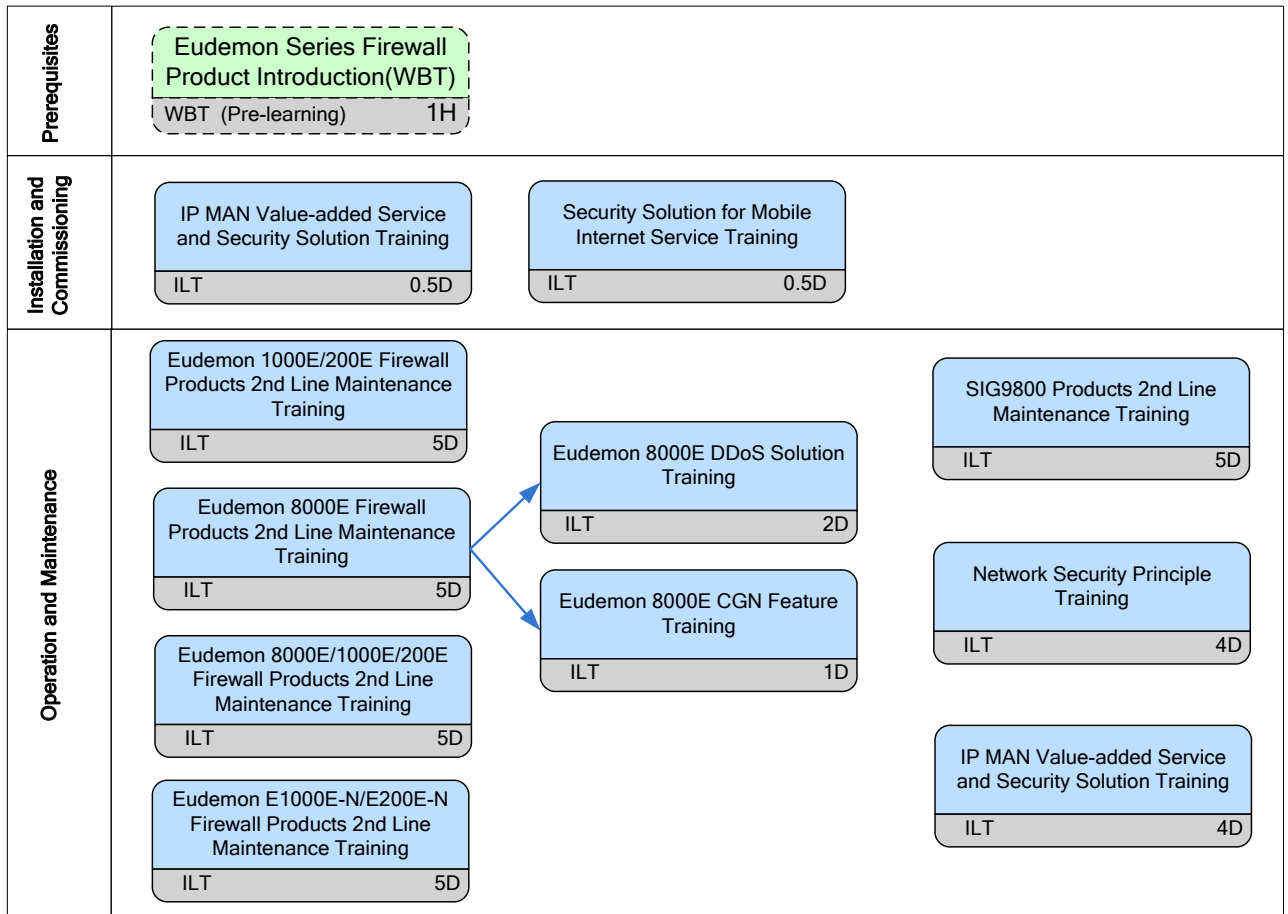 Prerequisites
Eudemon Series Firewall
Product Introduction(WBT)
WBT (Pre-learning) 1H
Installation and
Commissioning
IP MAN Value-added Service
and Security Solution Training
ILT 0.5D
Security Solution for Mobile
Internet Service Training
ILT 0.5D
Operation and Maintenance
Eudemon 1000E/200E Firewall
Products 2nd Line Maintenance
Training
ILT 5D
Eudemon 8000E Firewall
Products 2nd Line Maintenance
Training
ILT 5D
Eudemon 8000E/1000E/200E
Firewall Products 2nd Line
Maintenance Training
ILT 5D
Eudemon E1000E-N/E200E-N
Firewall Products 2nd Line
Maintenance Training
ILT 5D
Eudemon 8000E DDoS Solution
Training
ILT 2D
Eudemon 8000E CGN Feature
Training
ILT 1D
SIG9800 Products 2nd Line
Maintenance Training
ILT 5D
Network Security Principle
Training
ILT 4D
IP MAN Value-added Service
and Security Solution Training
ILT 4D